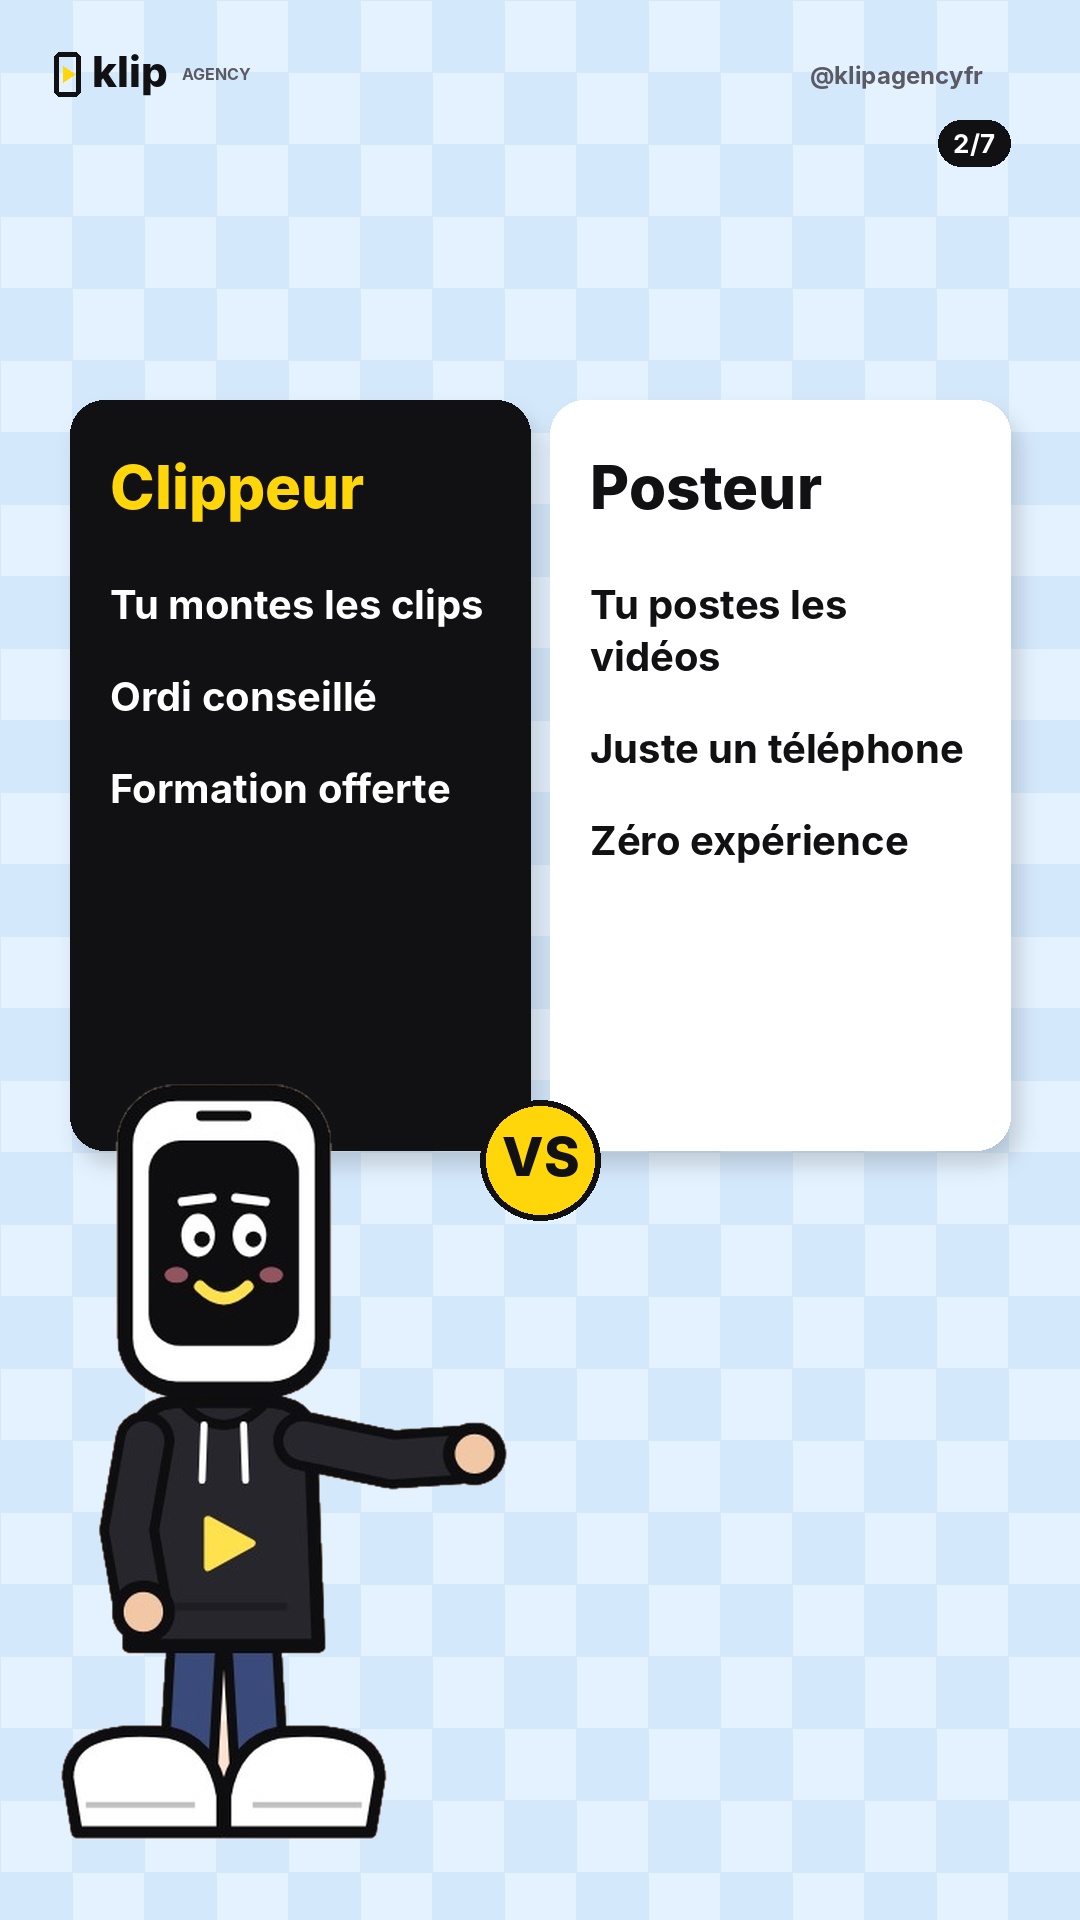 klip AGENCY
@klipagencyfr
2/7
Clippeur
Tu montes les clips
Ordi conseillé
Formation offerte
Posteur
Tu postes les
vidéos
Juste un téléphone
Zéro expérience
VS